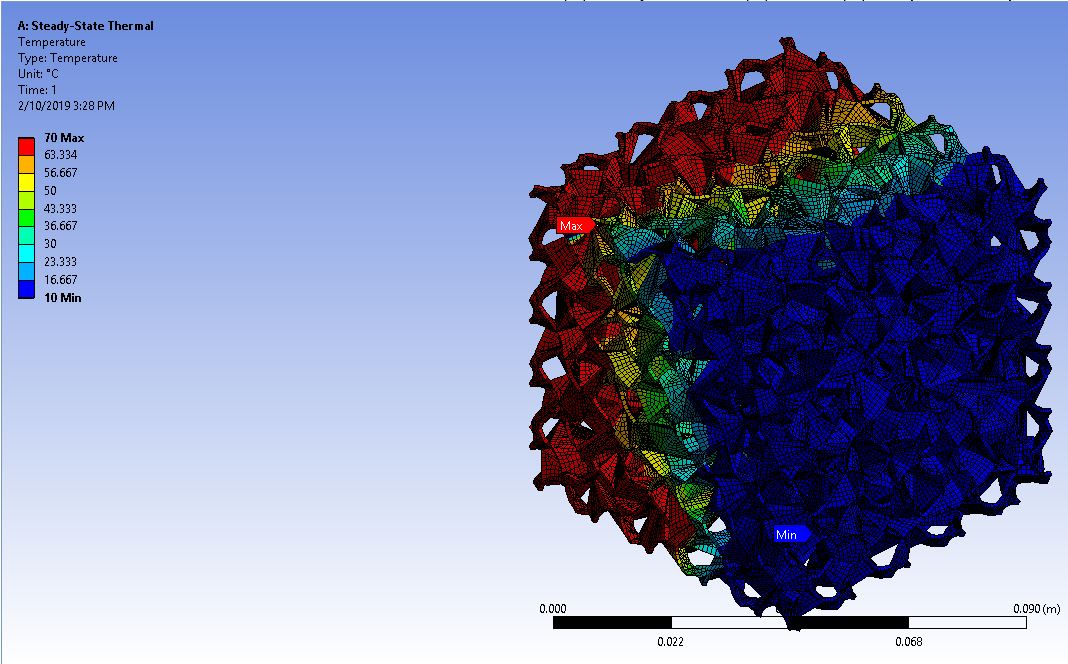 A: Steady-State Thermal
Temperature
Type: Temperature
Unit: °C
Time: 1
2/10/2019 3:28 PM
70 Max
63.334
56.667
50
43.333
36.667
30
23.333
16.667
10 Min
Max
Min
0.000
0.090 (m)
0.022
0.068